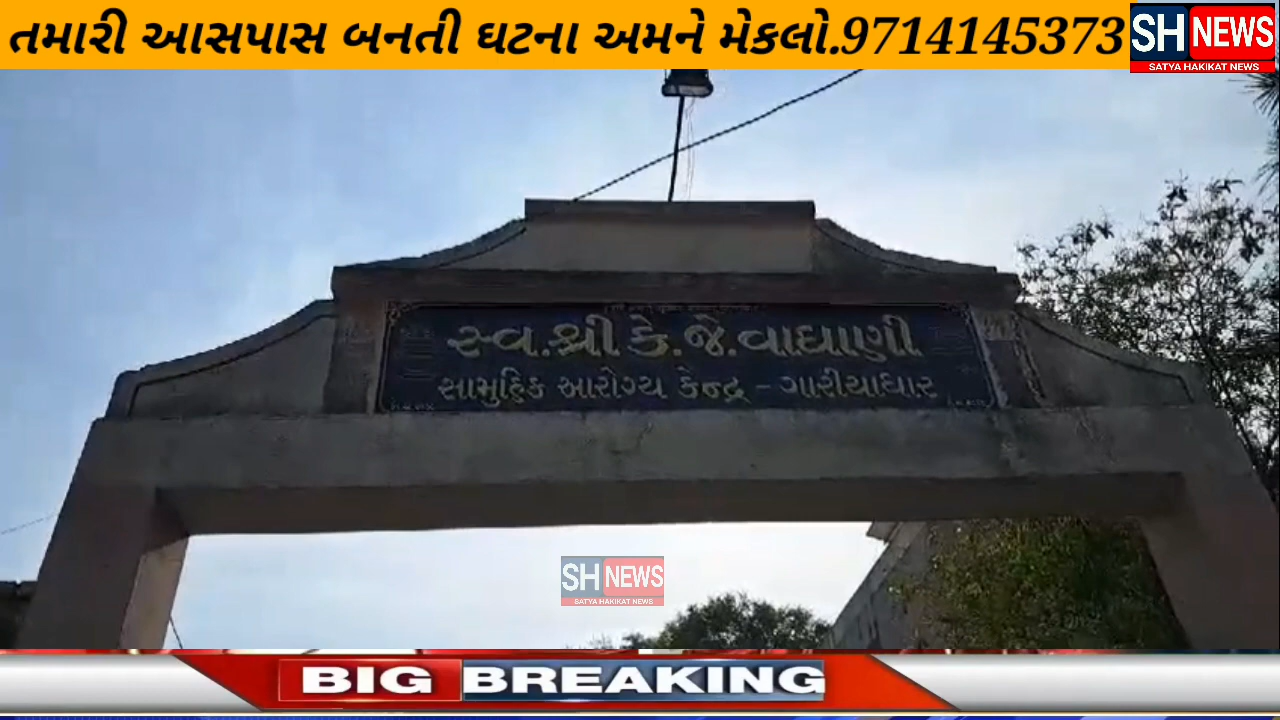 તમારી આસપાસ બનતી ઘટના અમને મેકલો.9714145373
SH NEWS
SATYA HAKIKAT NEWS
સ્વ.શ્રી કે.જે.વાઘાણી
સામુહિક આરોગ્ય કેન્દ્ર - ગારીયાધાર
SH NEWS
SATYA HAKIKAT NEWS
BIG BREAKING